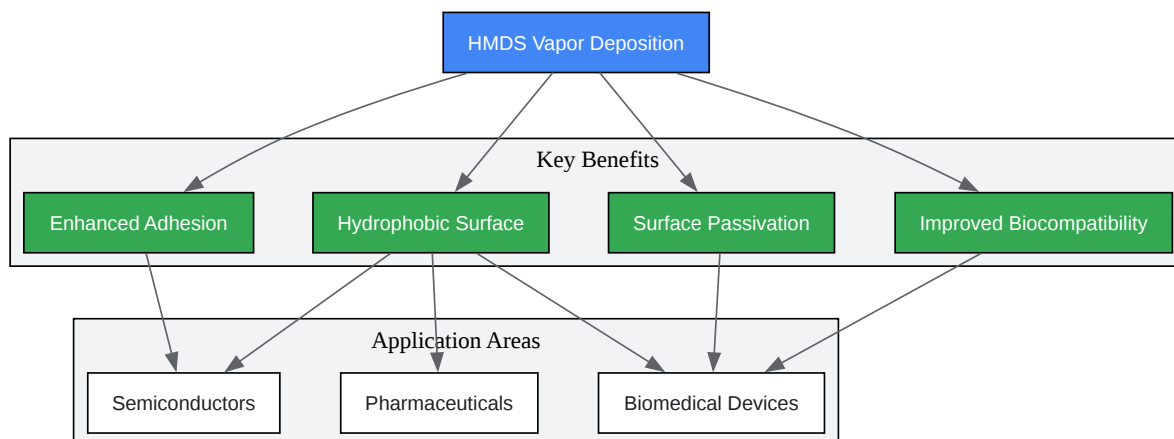 HMDS Vapor Deposition
Key Benefits
Enhanced Adhesion
Hydrophobic Surface
Surface Passivation
Improved Biocompatibility
Application Areas
Semiconductors
Pharmaceuticals
Biomedical Devices